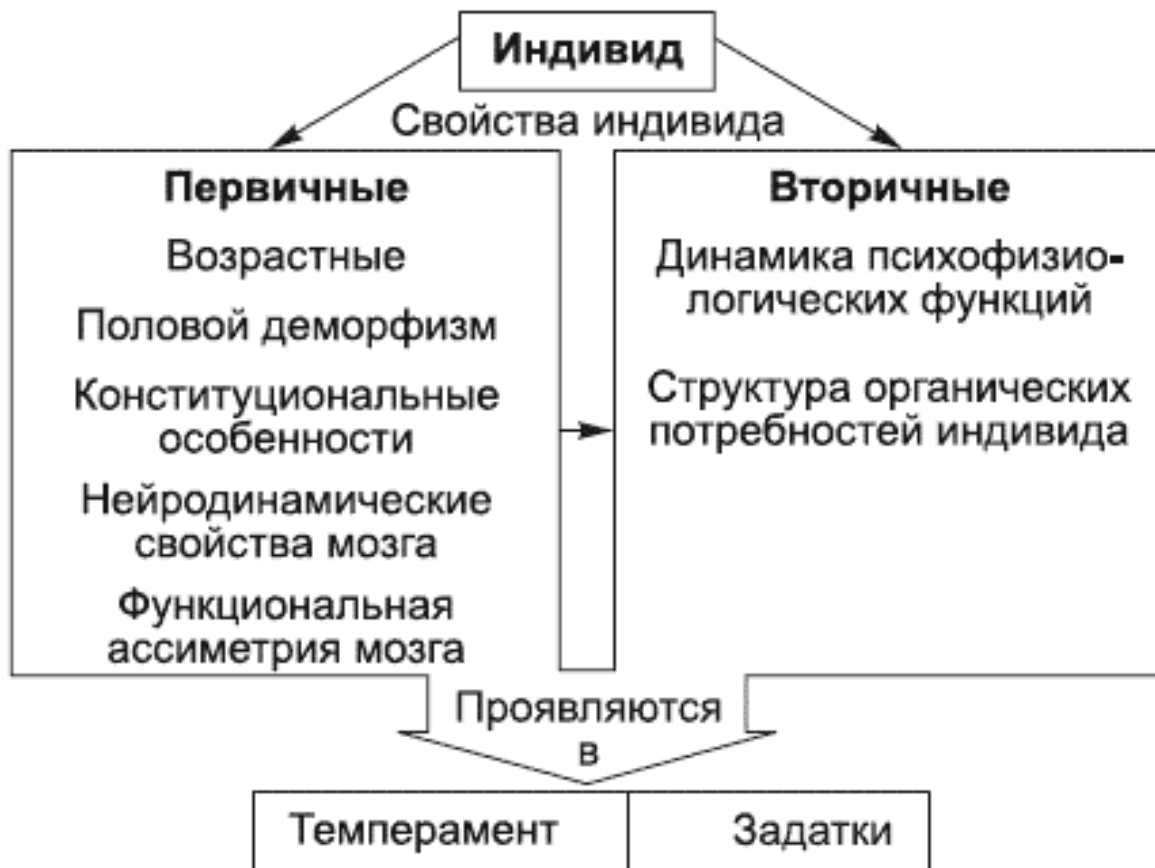 Индивид
Свойства индивида
Первичные
Возрастные
Половой деморфизм
Конституциональные
особенности
Нейродинамические
свойства мозга
Функциональная
ассиметрия мозга
Вторичные
Динамика психофизио-
логических функций
Структура органических
потребностей индивида
Проявляются
в
Темперамент
Задатки